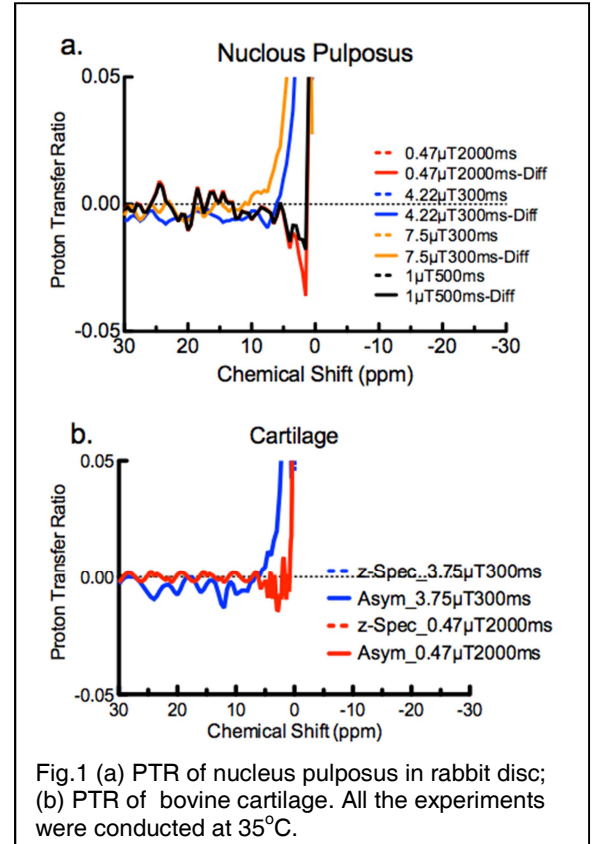 a.
Nuclous Pulposus
0.05
0.00
-0.05
Proton Transfer Ratio
30 20 10 0 -10 -20 -30
Chemical Shift (ppm)
0.47µT2000ms
0.47µT2000ms-Diff
4.22µT300ms
4.22µT300ms-Diff
7.5µT300ms
7.5µT300ms-Diff
1µT500ms
1µT500ms-Diff
b.
Cartilage
0.05
0.00
-0.05
Proton Transfer Ratio
30 20 10 0 -10 -20 -30
Chemical Shift (ppm)
z-Spec_3.75µT300ms
Asym_3.75µT300ms
z-Spec_0.47µT2000ms
Asym_0.47µT2000ms
Fig.1 (a) PTR of nucleus pulposus in rabbit disc;
(b) PTR of bovine cartilage. All the experiments
were conducted at 35°C.